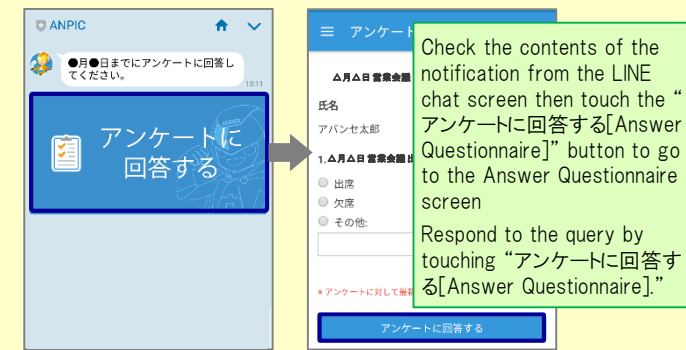 ANPIC
●月●日までにアンケートに回答し
てください。
13:11
アンケートに
回答する
アンケート
△月△日 営業会議
氏名
アバンセ太郎
1.△月△日 営業会議 出
出席
欠席
その他:
*アンケートに対して最新
アンケートに回答する
Check the contents of the
notification from the LINE
chat screen then touch the “
アンケートに回答する[Answer
Questionnaire]” button to go
to the Answer Questionnaire
screen
Respond to the query by
touching “アンケートに回答す
る[Answer Questionnaire].”